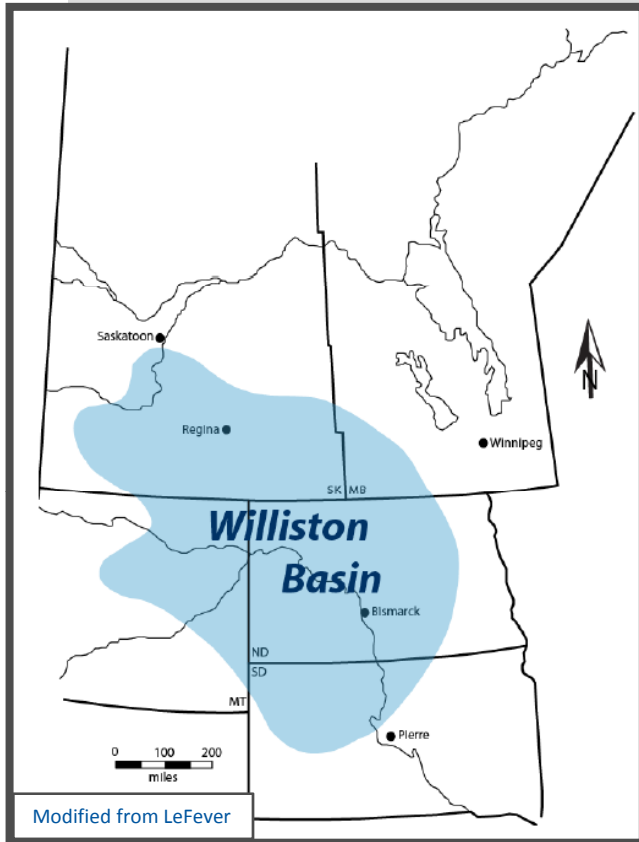 Saskatoon
Regina
Winnipeg
N
SK MB
Williston
Basin
Bismarck
ND
SD
MT
Pierre
0 100 200
miles
Modified from LeFever